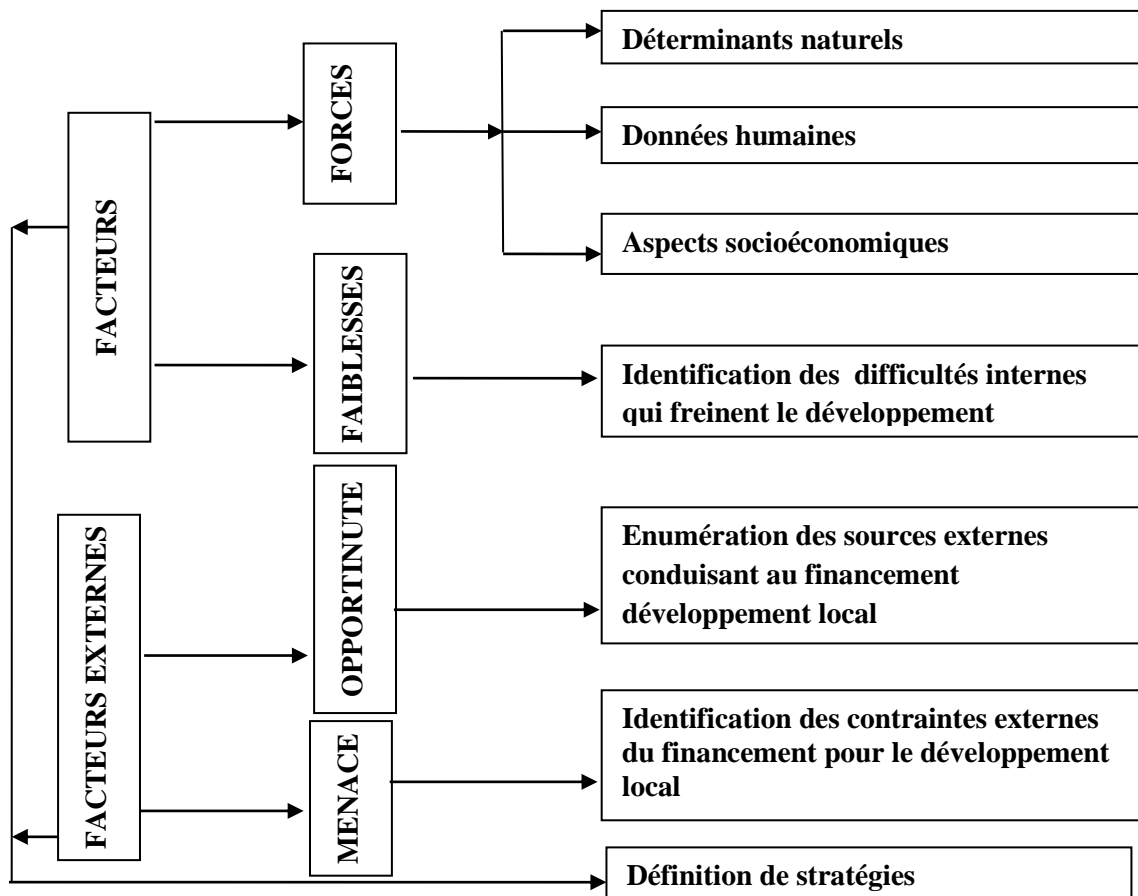 FACTEURS
FORCES
Déterminants naturels
Données humaines
Aspects socioéconomiques
FAIBLESSES
Identification des difficultés internes
qui freinent le développement
FACTEURS EXTERNES
OPPORTINUTE
Enumération des sources externes
conduisant au financement
développement local
MENACE
Identification des contraintes externes
du financement pour le développement
local
Définition de stratégies